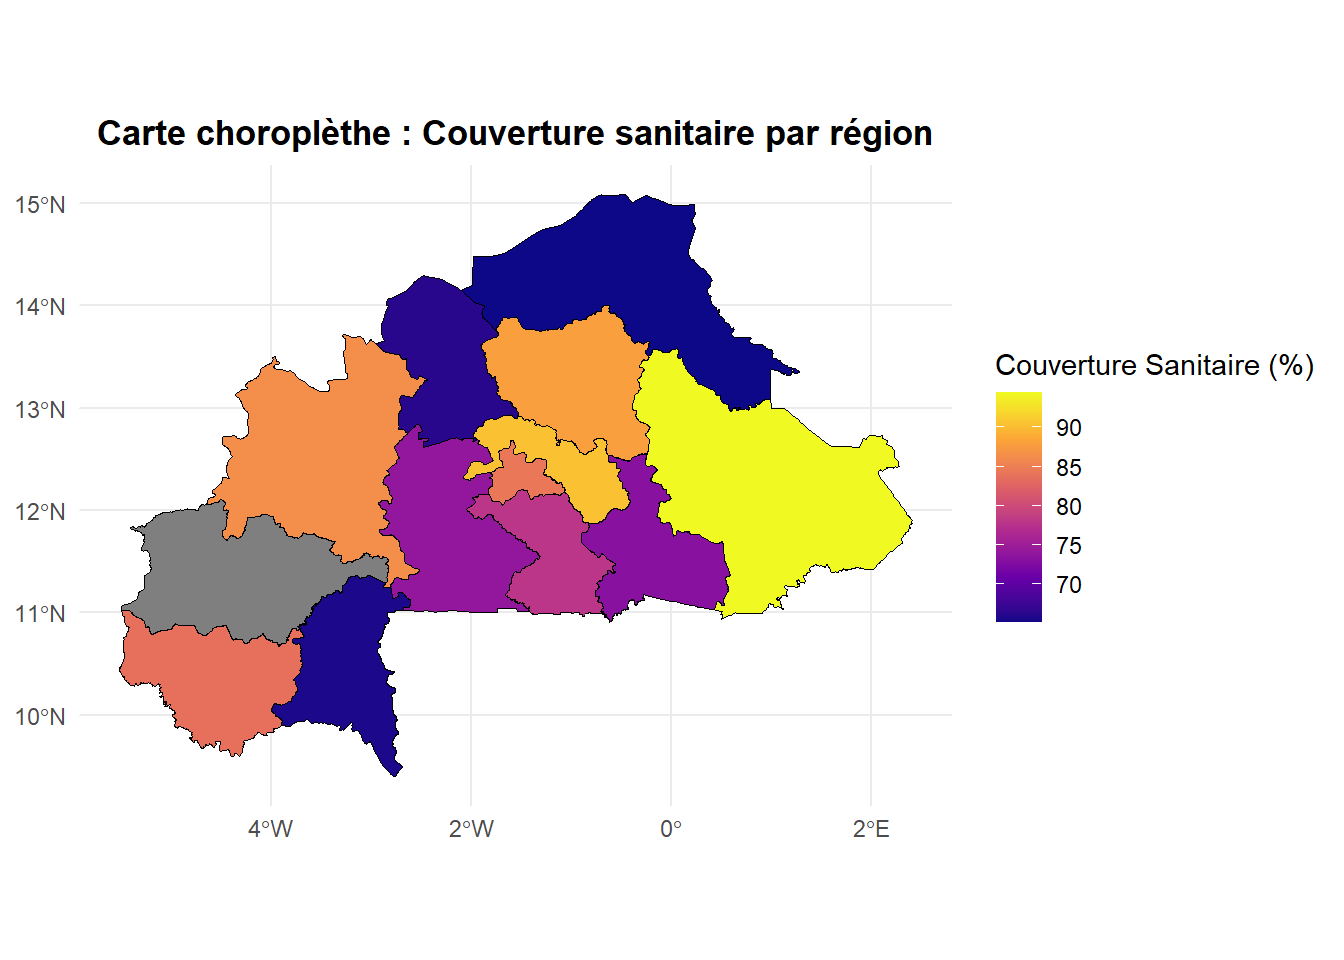 Carte choroplèthe : Couverture sanitaire par région
15°N
14°N
13°N
12°N
11°N
10°N
4°W
2°W
0°
2°E
Couverture Sanitaire (%)
90
85
80
75
70